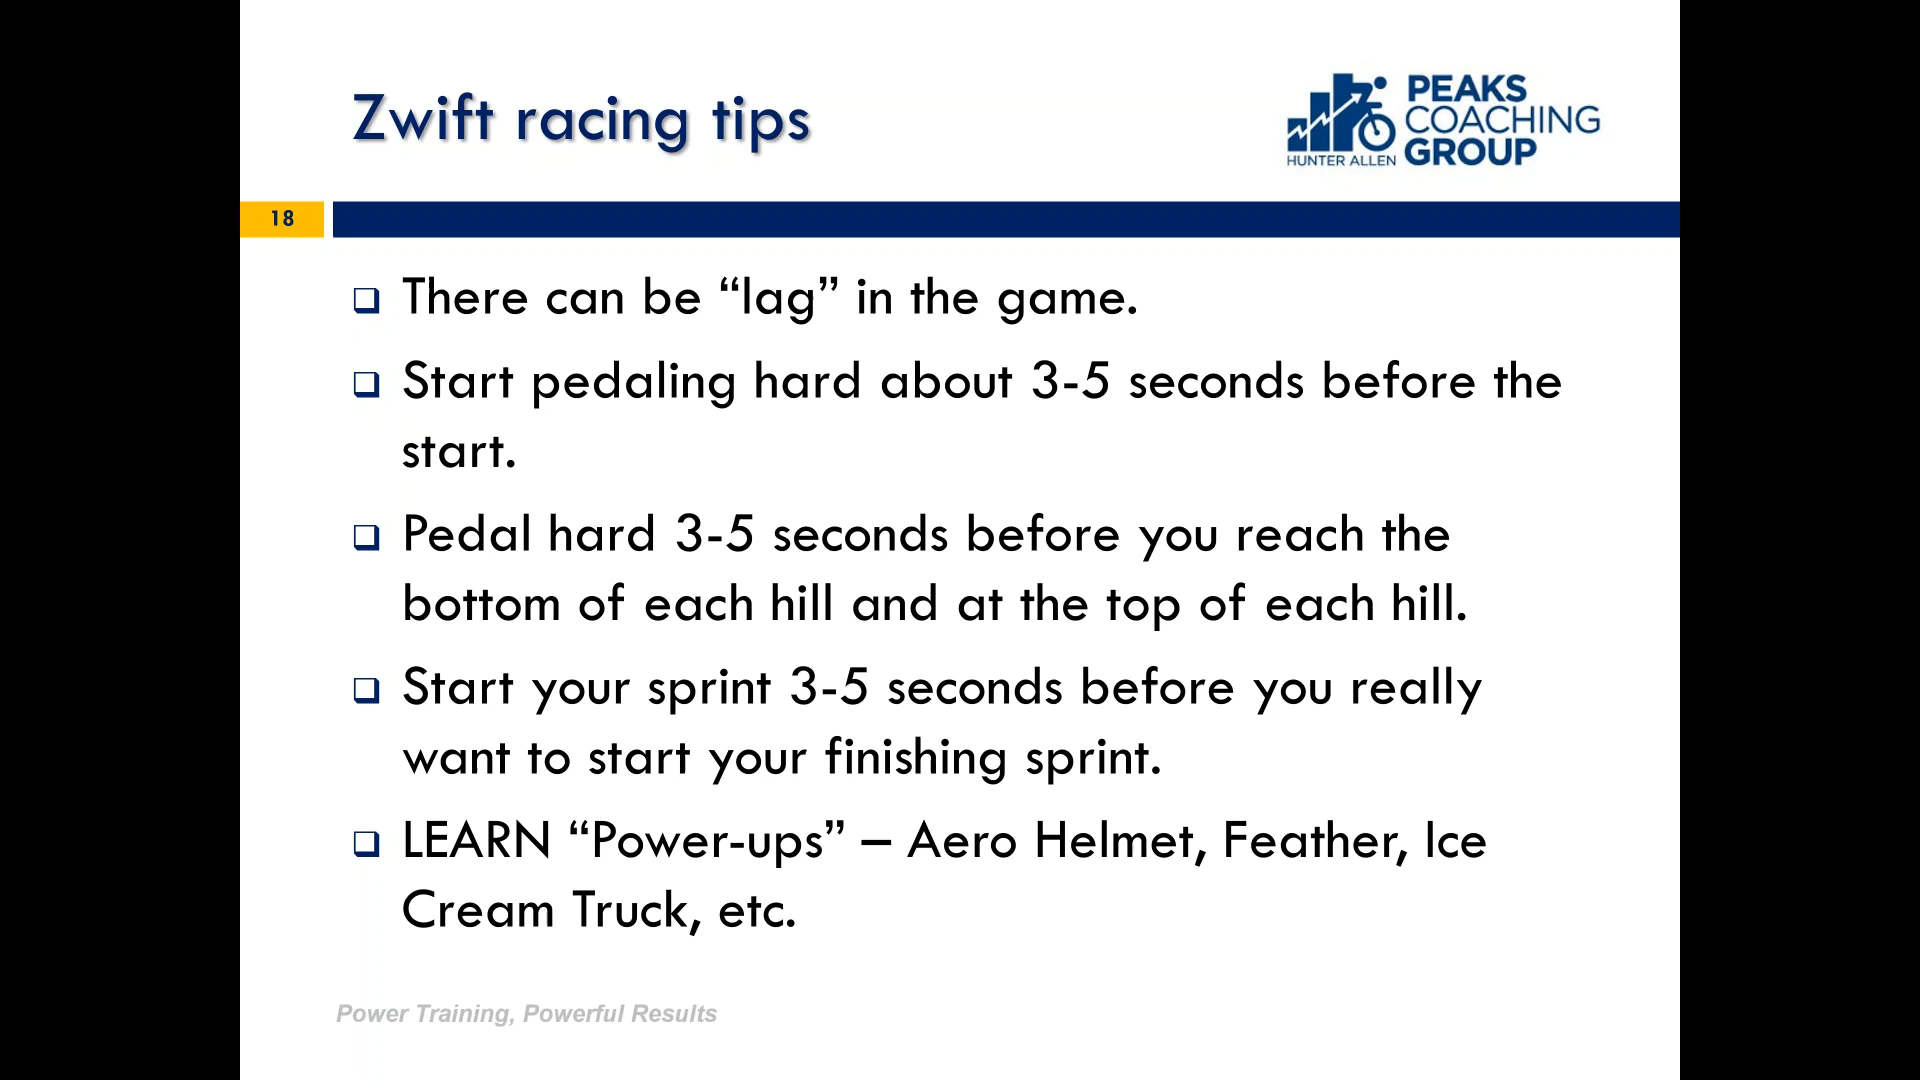 Zwift racing tips
PEAKS
COACHING
GROUP
HUNTER ALLEN
18
There can be “lag” in the game.
Start pedaling hard about 3-5 seconds before the
start.
Pedal hard 3-5 seconds before you reach the
bottom of each hill and at the top of each hill.
Start your sprint 3-5 seconds before you really
want to start your finishing sprint.
LEARN “Power-ups” – Aero Helmet, Feather, Ice
Cream Truck, etc.
Power Training, Powerful Results